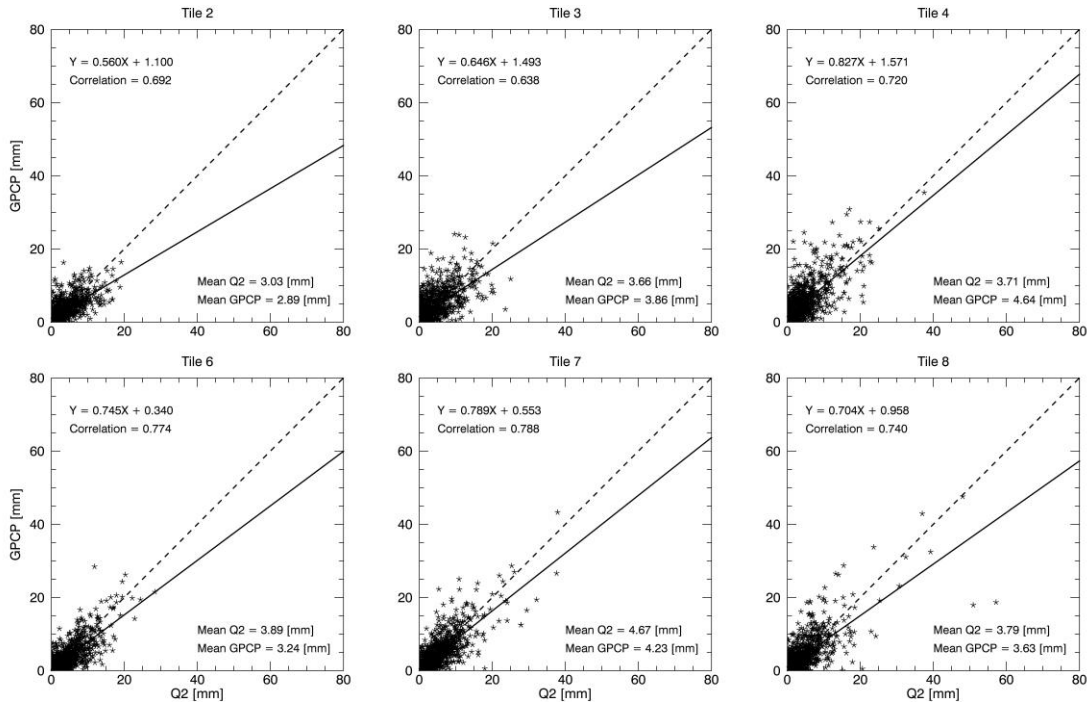 Tile 2
80
60
40
20
0
GPCP [mm]
Y = 0.560X + 1.100
Correlation = 0.692
Mean Q2 = 3.03 [mm]
Mean GPCP = 2.89 [mm]
0 20 40 60 80
Tile 3
80
60
40
20
0
Y = 0.646X + 1.493
Correlation = 0.638
Mean Q2 = 3.66 [mm]
Mean GPCP = 3.86 [mm]
0 20 40 60 80
Tile 4
80
60
40
20
0
Y = 0.827X + 1.571
Correlation = 0.720
Mean Q2 = 3.71 [mm]
Mean GPCP = 4.64 [mm]
0 20 40 60 80
Tile 6
80
60
40
20
0
GPCP [mm]
Y = 0.745X + 0.340
Correlation = 0.774
Mean Q2 = 3.89 [mm]
Mean GPCP = 3.24 [mm]
0 20 40 60 80
Q2 [mm]
Tile 7
80
60
40
20
0
Y = 0.789X + 0.553
Correlation = 0.788
Mean Q2 = 4.67 [mm]
Mean GPCP = 4.23 [mm]
0 20 40 60 80
Q2 [mm]
Tile 8
80
60
40
20
0
Y = 0.704X + 0.958
Correlation = 0.740
Mean Q2 = 3.79 [mm]
Mean GPCP = 3.63 [mm]
0 20 40 60 80
Q2 [mm]